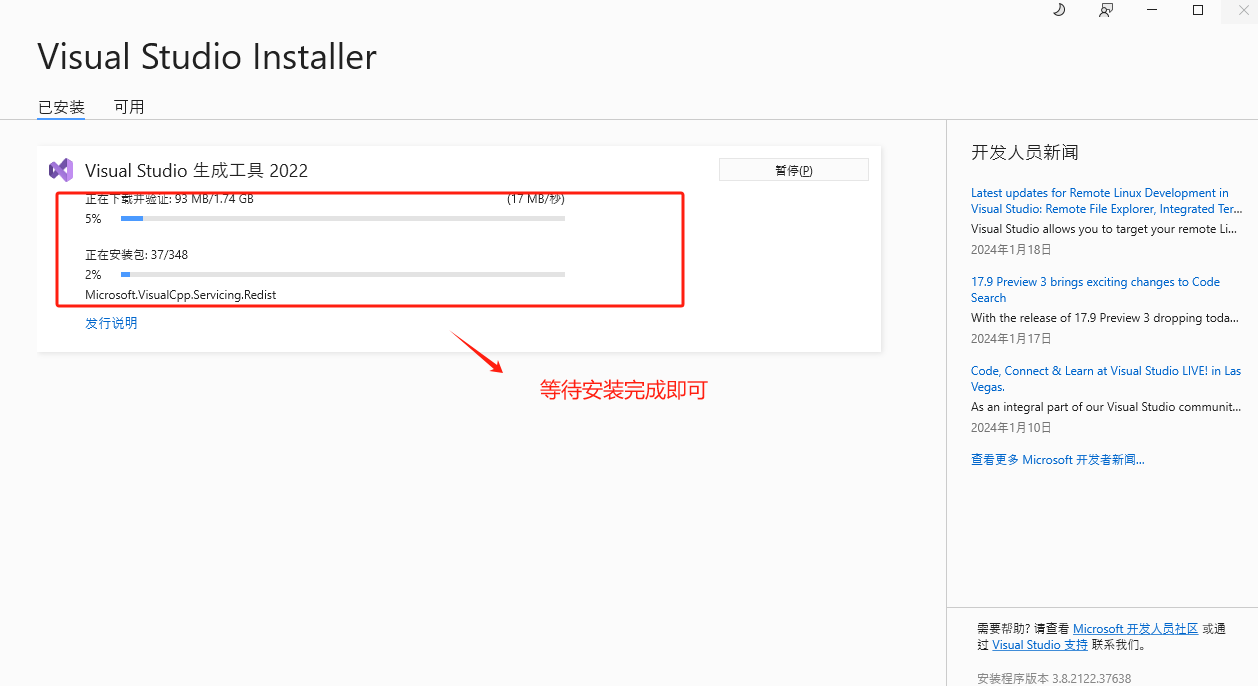 Visual Studio Installer
已安装
可用
Visual Studio 生成工具 2022
暂停(P)
正在下载并验证: 93 MB/1.74 GB
(17 MB/秒)
5%
正在安装包: 37/348
2%
Microsoft.VisualCpp.Servicing.Redist
发行说明
等待安装完成即可
开发人员新闻
Latest updates for Remote Linux Development in
Visual Studio: Remote File Explorer, Integrated Ter...
Visual Studio allows you to target your remote Li...
2024年1月18日
17.9 Preview 3 brings exciting changes to Code
Search
With the release of 17.9 Preview 3 dropping toda...
2024年1月17日
Code, Connect & Learn at Visual Studio LIVE! in Las
Vegas.
As an integral part of our Visual Studio communit...
2024年1月10日
查看更多 Microsoft 开发者新闻...
需要帮助? 请查看 Microsoft 开发人员社区 或通
过 Visual Studio 支持 联系我们。
安装程序版本 3.8.2122.37638